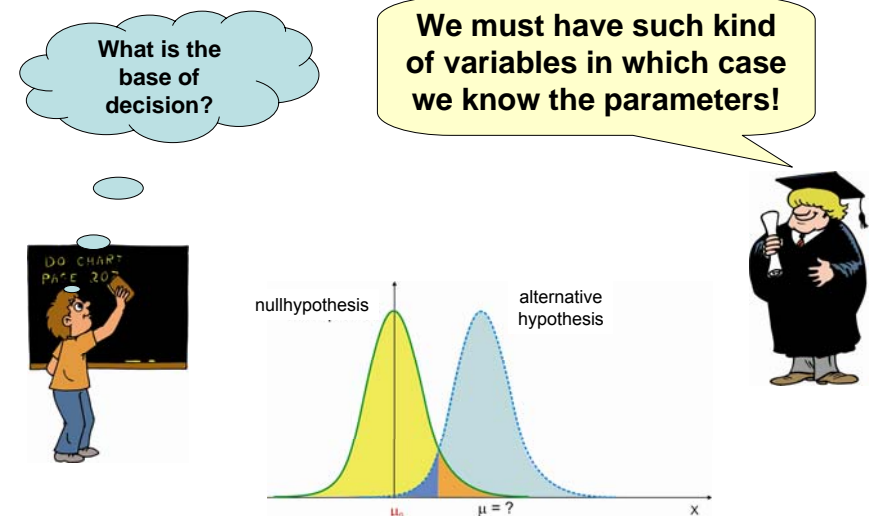 What is the
base of
decision?
We must have such kind
of variables in which case
we know the parameters!
DO CHART
PAGE 207
nullhypothesis
alternative
hypothesis
μ₀
μ = ?
x